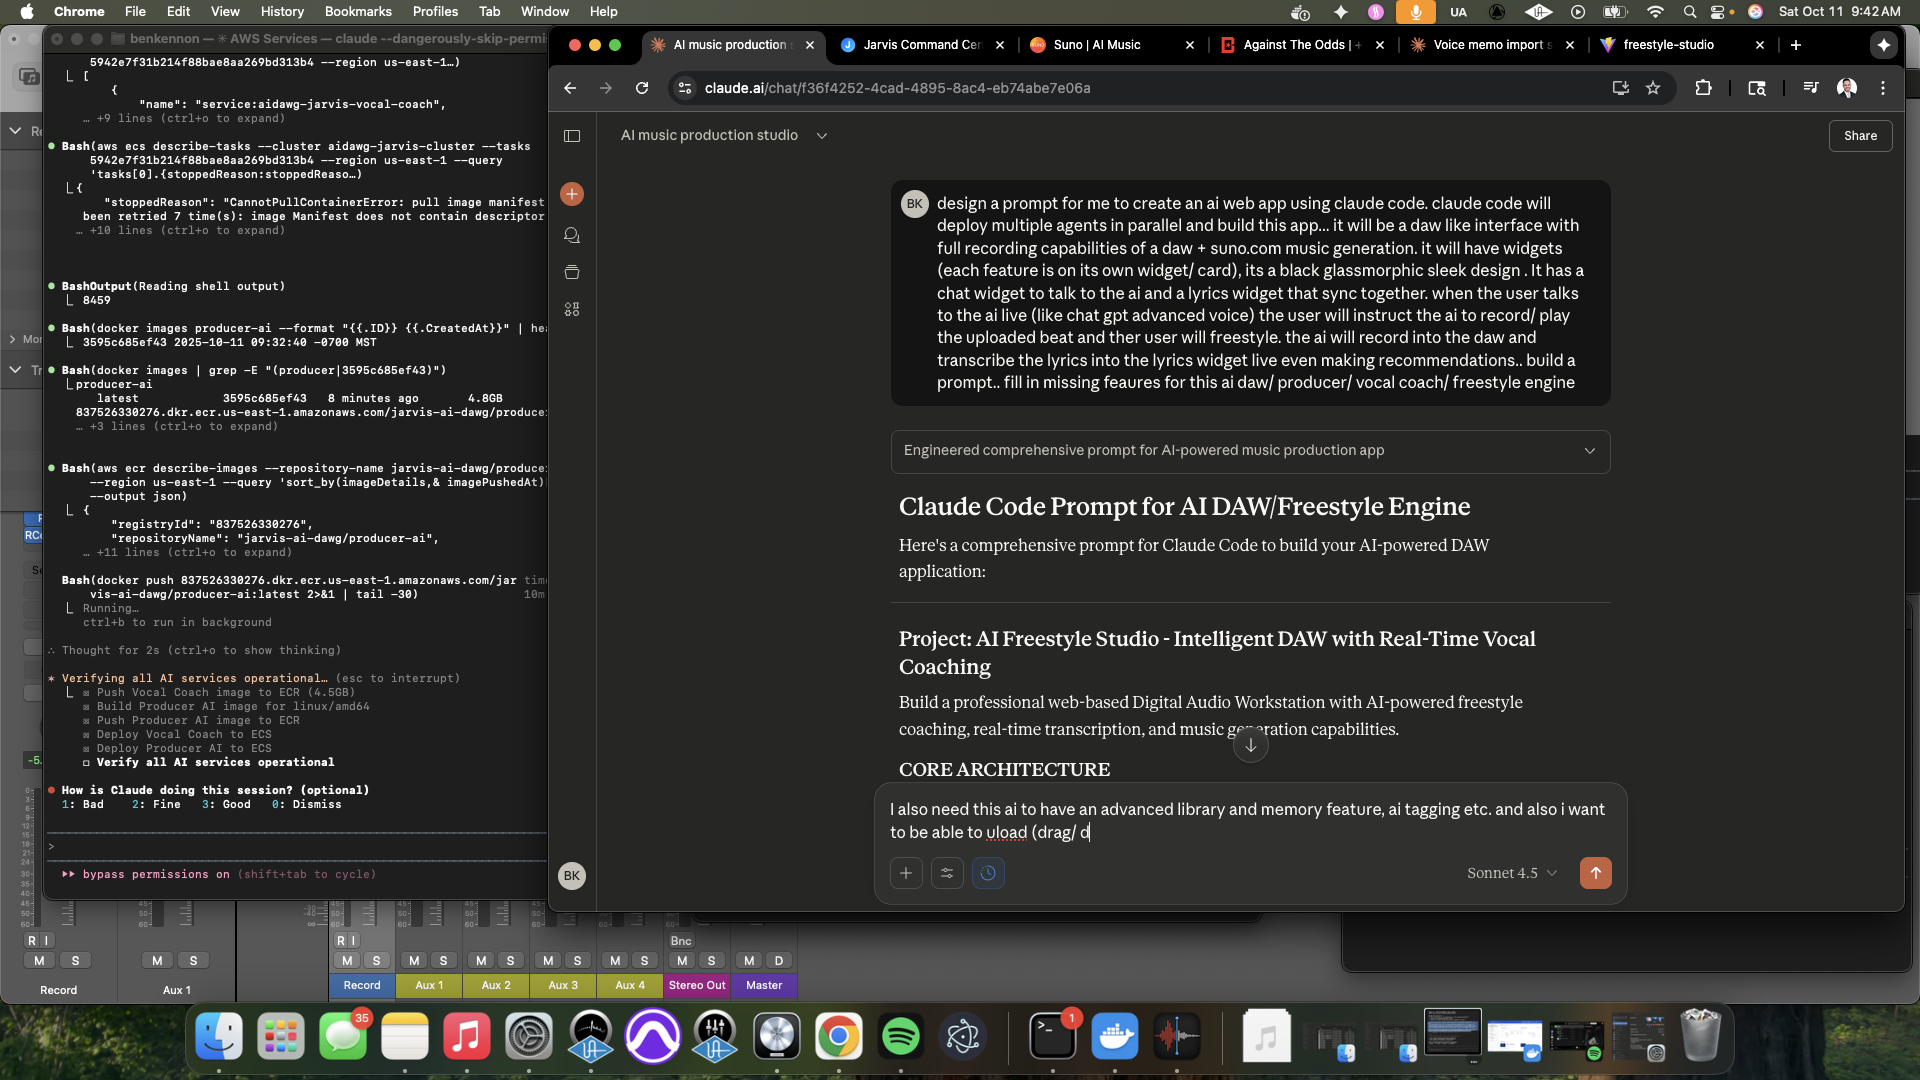 Chrome File Edit View History Bookmarks Profiles Tab Window Help
UA
Sat Oct 11 9:42 AM
benkennon — ✳ AWS Services — claude --dangerously-skip-permi
5942e7f31b214f88bae8aa269bd313b4 --region us-east-1…)
[
{
"name": "service:aidawg-jarvis-vocal-coach",
… +9 lines (ctrl+o to expand)
Bash(aws ecs describe-tasks --cluster aidawg-jarvis-cluster --tasks
5942e7f31b214f88bae8aa269bd313b4 --region us-east-1 --query
'tasks[0].{stoppedReason:stoppedReaso…)
{
"stoppedReason": "CannotPullContainerError: pull image manifest
been retried 7 time(s): image Manifest does not contain descriptor
… +10 lines (ctrl+o to expand)
BashOutput(Reading shell output)
8459
Bash(docker images producer-ai --format "{{.ID}} {{.CreatedAt}}" | hea
3595c685ef43 2025-10-11 09:32:40 -0700 MST
Bash(docker images | grep -E "(producer|3595c685ef43)")
producer-ai
latest 3595c685ef43 8 minutes ago 4.8GB
837526330276.dkr.ecr.us-east-1.amazonaws.com/jarvis-ai-dawg/produce
… +3 lines (ctrl+o to expand)
Bash(aws ecr describe-images --repository-name jarvis-ai-dawg/produce
--region us-east-1 --query 'sort_by(imageDetails,& imagePushedAt)
--output json)
{
"registryId": "837526330276",
"repositoryName": "jarvis-ai-dawg/producer-ai",
… +11 lines (ctrl+o to expand)
Bash(docker push 837526330276.dkr.ecr.us-east-1.amazonaws.com/jar time
vis-ai-dawg/producer-ai:latest 2>&1 | tail -30) 10m
Running…
ctrl+b to run in background
∴ Thought for 2s (ctrl+o to show thinking)
✶ Verifying all AI services operational… (esc to interrupt)
☒ Push Vocal Coach image to ECR (4.5GB)
☒ Build Producer AI image for linux/amd64
☒ Push Producer AI image to ECR
☒ Deploy Vocal Coach to ECS
☒ Deploy Producer AI to ECS
☐ Verify all AI services operational
How is Claude doing this session? (optional)
1: Bad 2: Fine 3: Good 0: Dismiss
>
bypass permissions on (shift+tab to cycle)
AI music production s
Jarvis Command Cen
Suno | AI Music
Against The Odds |
Voice memo import s
freestyle-studio
claude.ai/chat/f36f4252-4cad-4895-8ac4-eb74abe7e06a
AI music production studio
Share
BK
design a prompt for me to create an ai web app using claude code. claude code will
deploy multiple agents in parallel and build this app... it will be a daw like interface with
full recording capabilities of a daw + suno.com music generation. it will have widgets
(each feature is on its own widget/ card), its a black glassmorphic sleek design . It has a
chat widget to talk to the ai and a lyrics widget that sync together. when the user talks
to the ai live (like chat gpt advanced voice) the user will instruct the ai to record/ play
the uploaded beat and ther user will freestyle. the ai will record into the daw and
transcribe the lyrics into the lyrics widget live even making recommendations.. build a
prompt.. fill in missing feaures for this ai daw/ producer/ vocal coach/ freestyle engine
Engineered comprehensive prompt for AI-powered music production app
Claude Code Prompt for AI DAW/Freestyle Engine
Here's a comprehensive prompt for Claude Code to build your AI-powered DAW
application:
Project: AI Freestyle Studio - Intelligent DAW with Real-Time Vocal
Coaching
Build a professional web-based Digital Audio Workstation with AI-powered freestyle
coaching, real-time transcription, and music generation capabilities.
CORE ARCHITECTURE
I also need this ai to have an advanced library and memory feature, ai tagging etc. and also i want
to be able to uload (drag/ d
Sonnet 4.5
BK
Re
Mor
Tr
RCo
Se
-5.
R I
R I
Bnc
M S
M S
M S
M S
M S
M S
M S
M S
M D
Record
Aux 1
Record
Aux 1
Aux 2
Aux 3
Aux 4
Stereo Out
Master
35
1